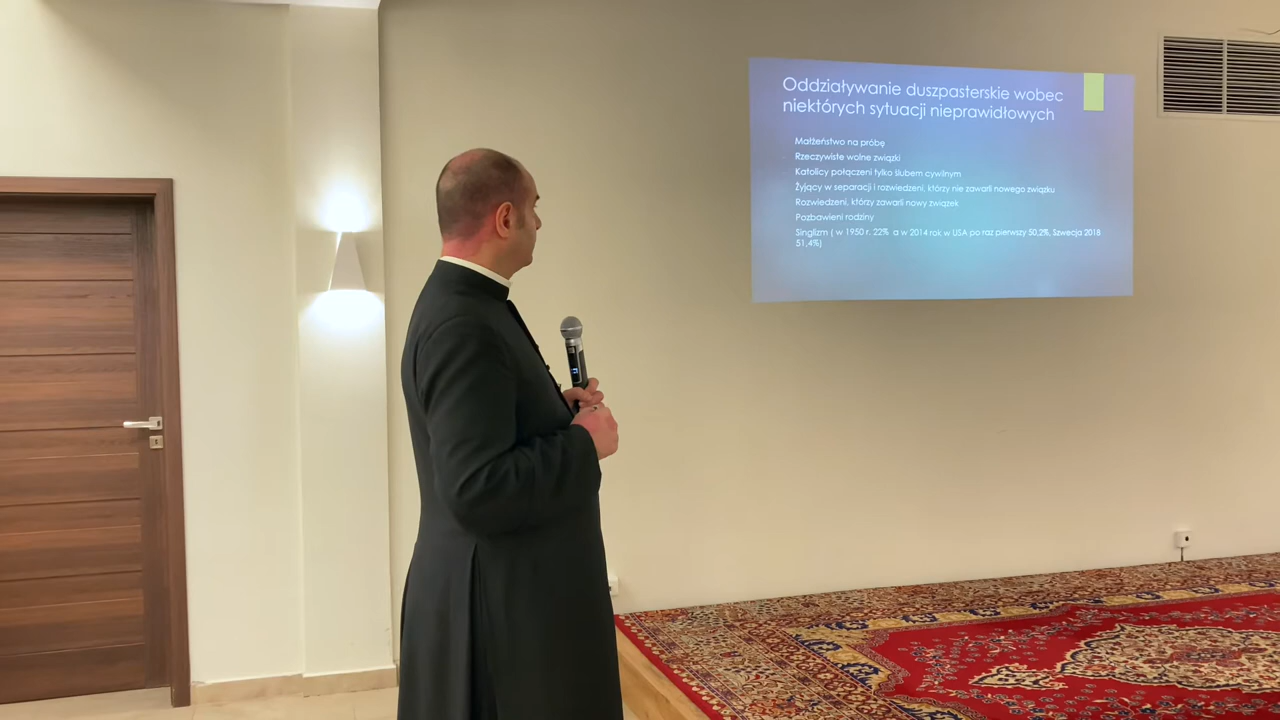 Oddziaływanie duszpasterskie wobec
niektórych sytuacji nieprawidłowych
Małżeństwo na próbę
Rzeczywiste wolne związki
Katolicy połączeni tylko ślubem cywilnym
Żyjący w separacji i rozwiedzeni, którzy nie zawarli nowego związku
Rozwiedzeni, którzy zawarli nowy związek
Pozbawieni rodziny
Singlizm ( w 1950 r. 22% a w 2014 rok w USA po raz pierwszy 50,2%, Szwecja 2018
51,4%)